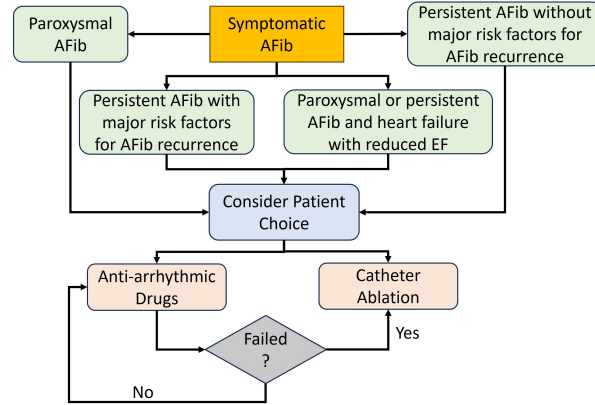 Paroxysmal
AFib
Symptomatic
AFib
Persistent AFib without
major risk factors for
AFib recurrence
Persistent AFib with
major risk factors
for AFib recurrence
Paroxysmal or persistent
AFib and heart failure
with reduced EF
Consider Patient
Choice
Anti-arrhythmic
Drugs
Catheter
Ablation
Failed
?
Yes
No